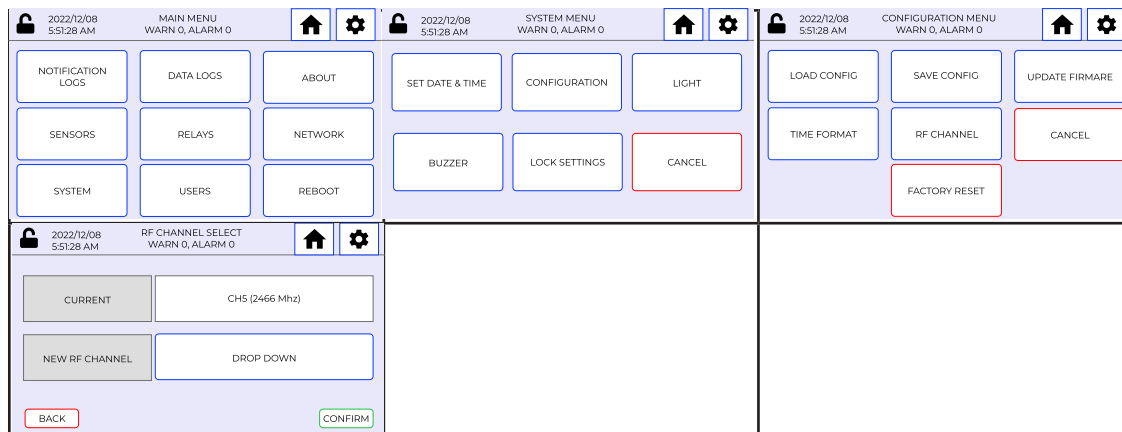 2022/12/08
5:51:28 AM
MAIN MENU
WARN 0, ALARM 0
NOTIFICATION
LOGS
DATA LOGS
ABOUT
SENSORS
RELAYS
NETWORK
SYSTEM
USERS
REBOOT
2022/12/08
5:51:28 AM
SYSTEM MENU
WARN 0, ALARM 0
SET DATE & TIME
CONFIGURATION
LIGHT
BUZZER
LOCK SETTINGS
CANCEL
2022/12/08
5:51:28 AM
CONFIGURATION MENU
WARN 0, ALARM 0
LOAD CONFIG
SAVE CONFIG
UPDATE FIRMARE
TIME FORMAT
RF CHANNEL
CANCEL
FACTORY RESET
2022/12/08
5:51:28 AM
RF CHANNEL SELECT
WARN 0, ALARM 0
CURRENT
CH5 (2466 Mhz)
NEW RF CHANNEL
DROP DOWN
BACK
CONFIRM